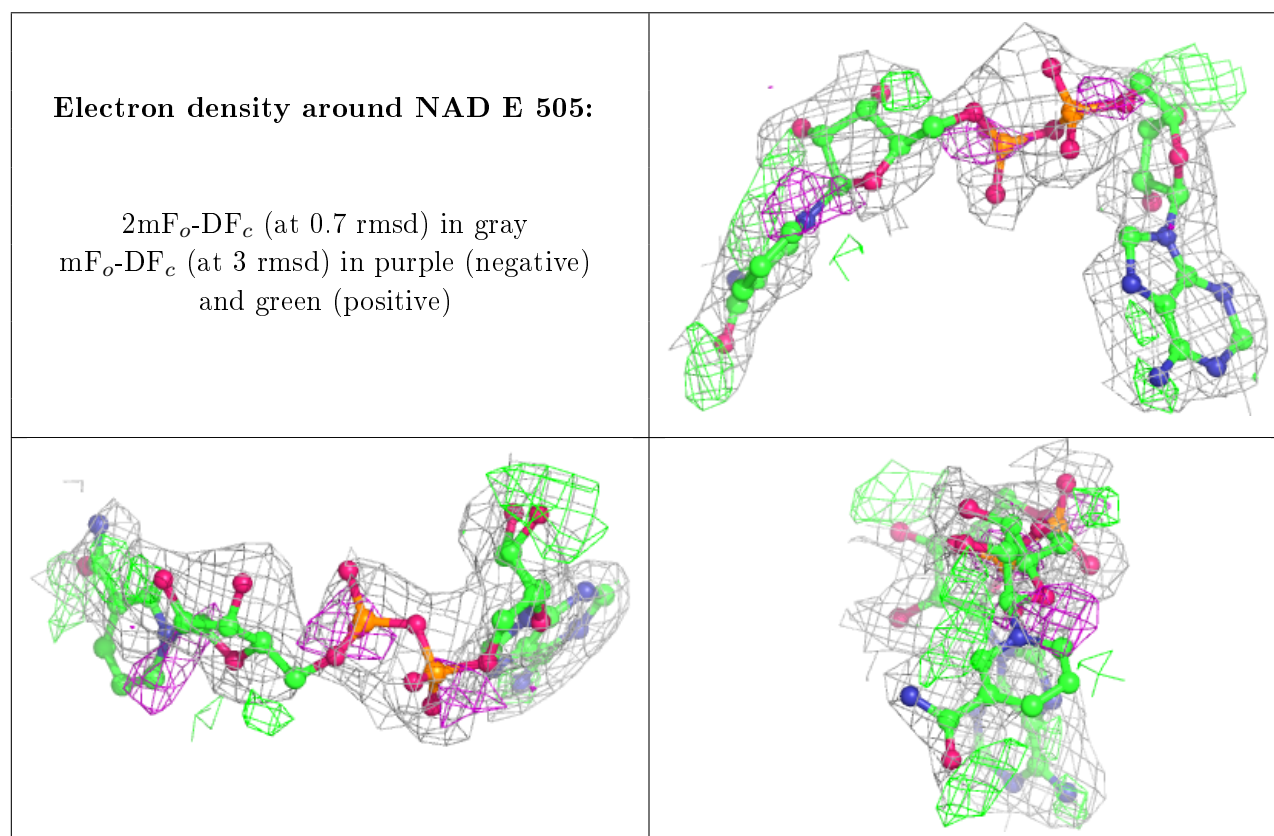 Electron density around NAD E 505:
2mFo-DFc (at 0.7 rmsd) in gray
mFo-DFc (at 3 rmsd) in purple (negative)
and green (positive)